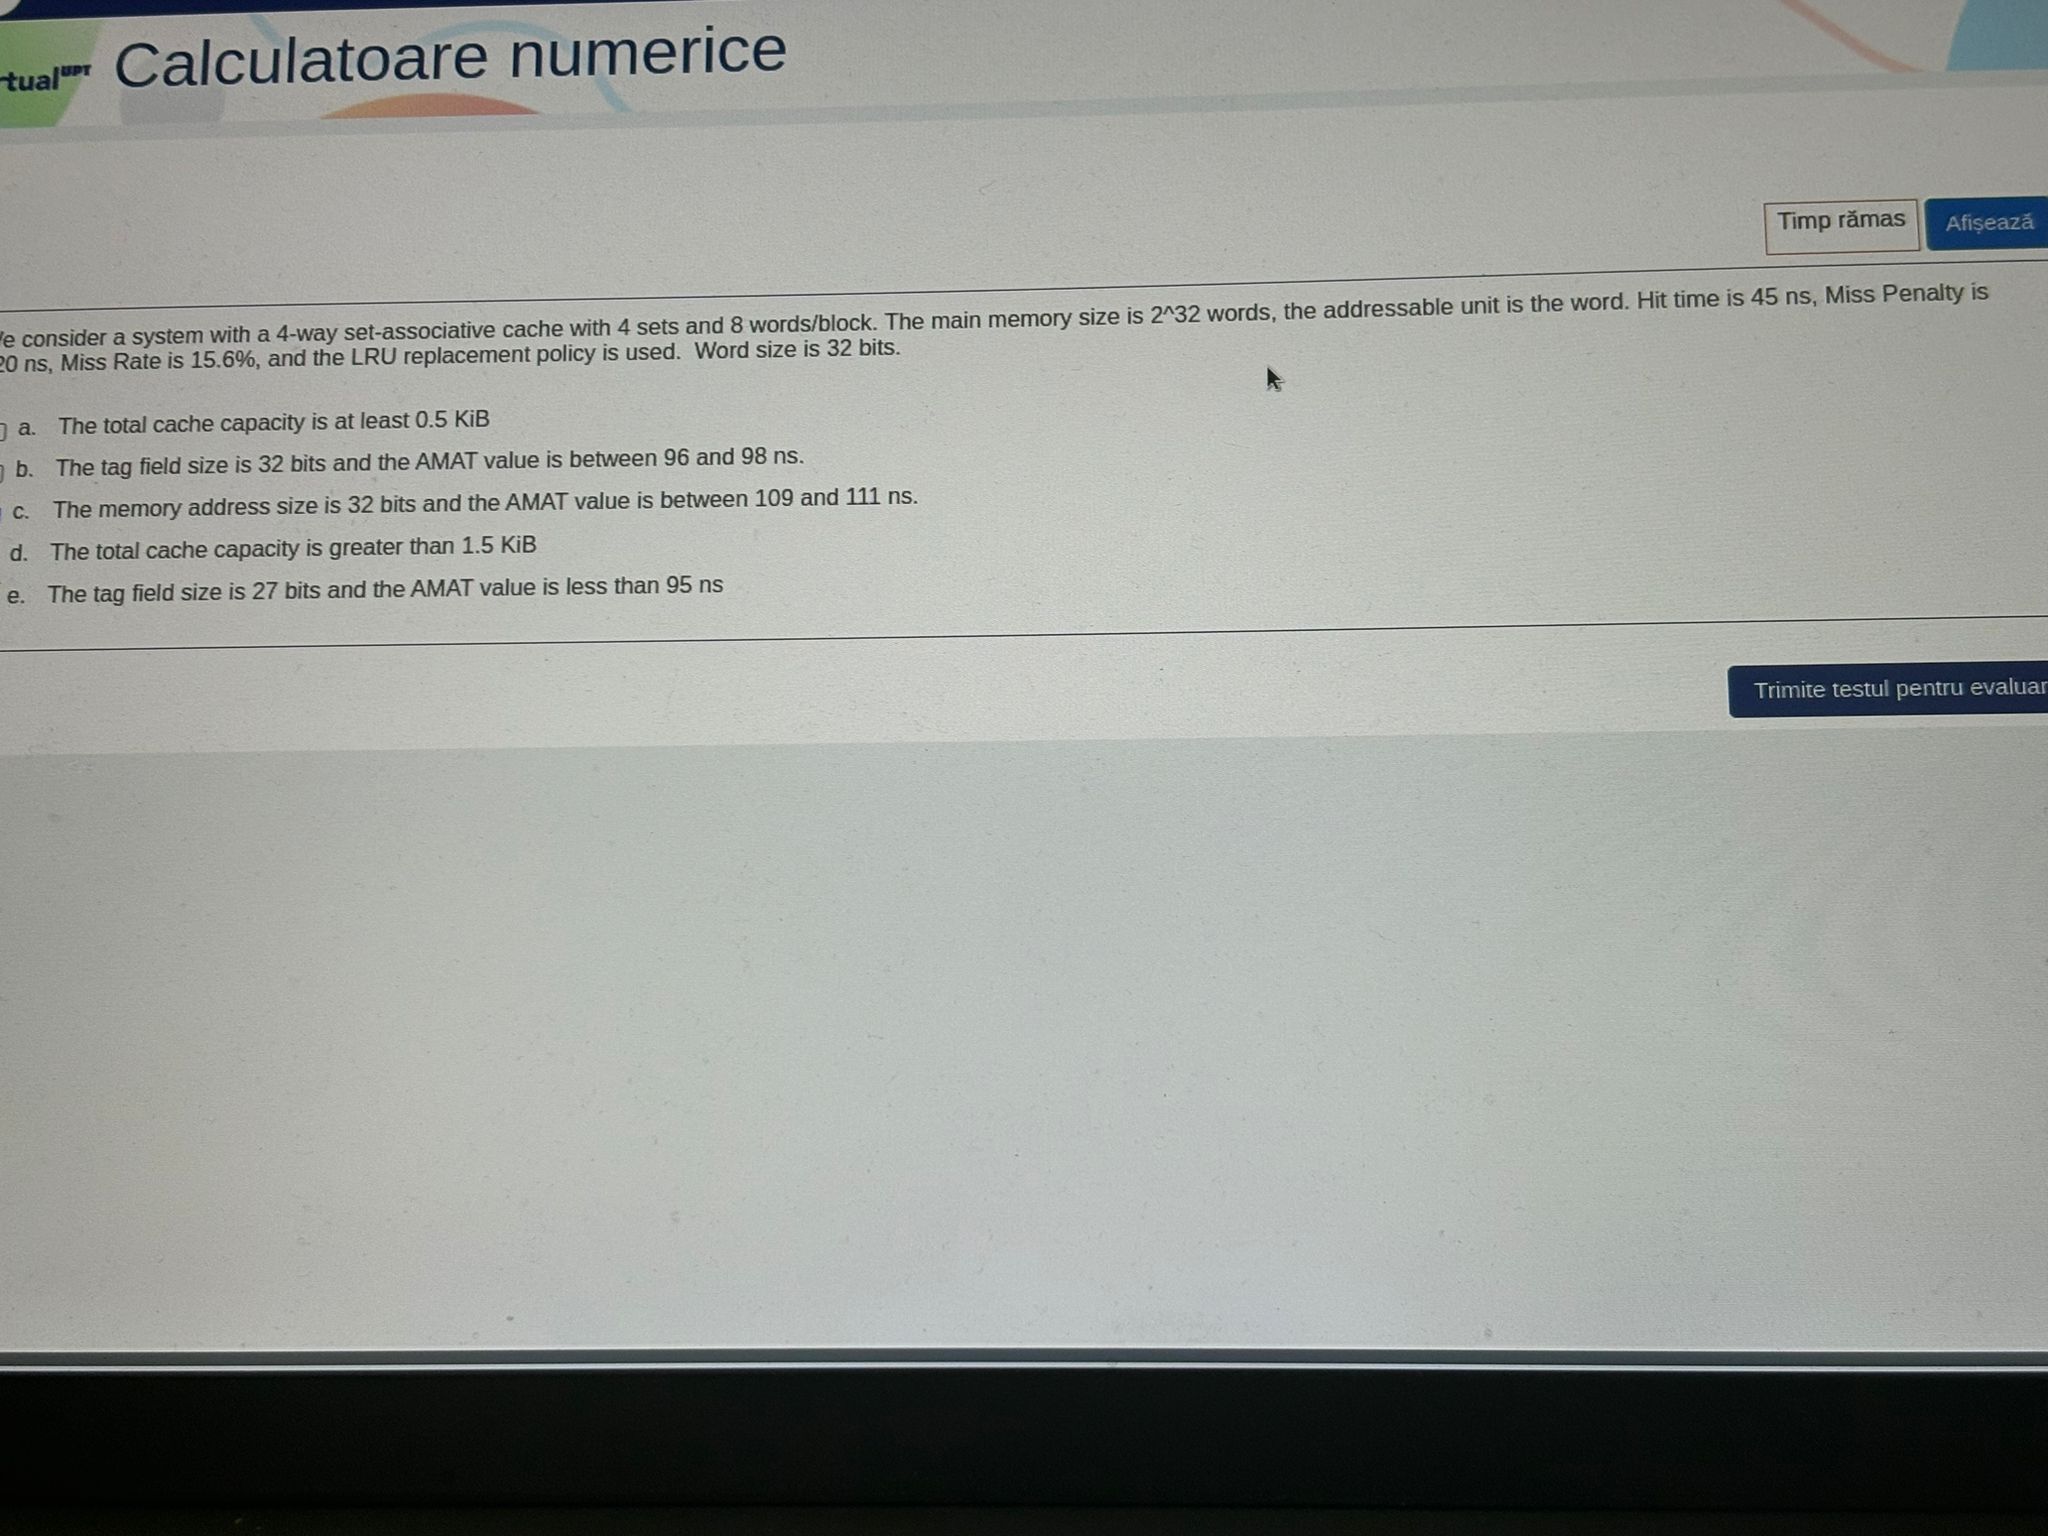 rtualUPT Calculatoare numerice
Timp rămas Afișează
e consider a system with a 4-way set-associative cache with 4 sets and 8 words/block. The main memory size is 2^32 words, the addressable unit is the word. Hit time is 45 ns, Miss Penalty is
20 ns, Miss Rate is 15.6%, and the LRU replacement policy is used. Word size is 32 bits.
a. The total cache capacity is at least 0.5 KiB
b. The tag field size is 32 bits and the AMAT value is between 96 and 98 ns.
c. The memory address size is 32 bits and the AMAT value is between 109 and 111 ns.
d. The total cache capacity is greater than 1.5 KiB
e. The tag field size is 27 bits and the AMAT value is less than 95 ns
Trimite testul pentru evaluar